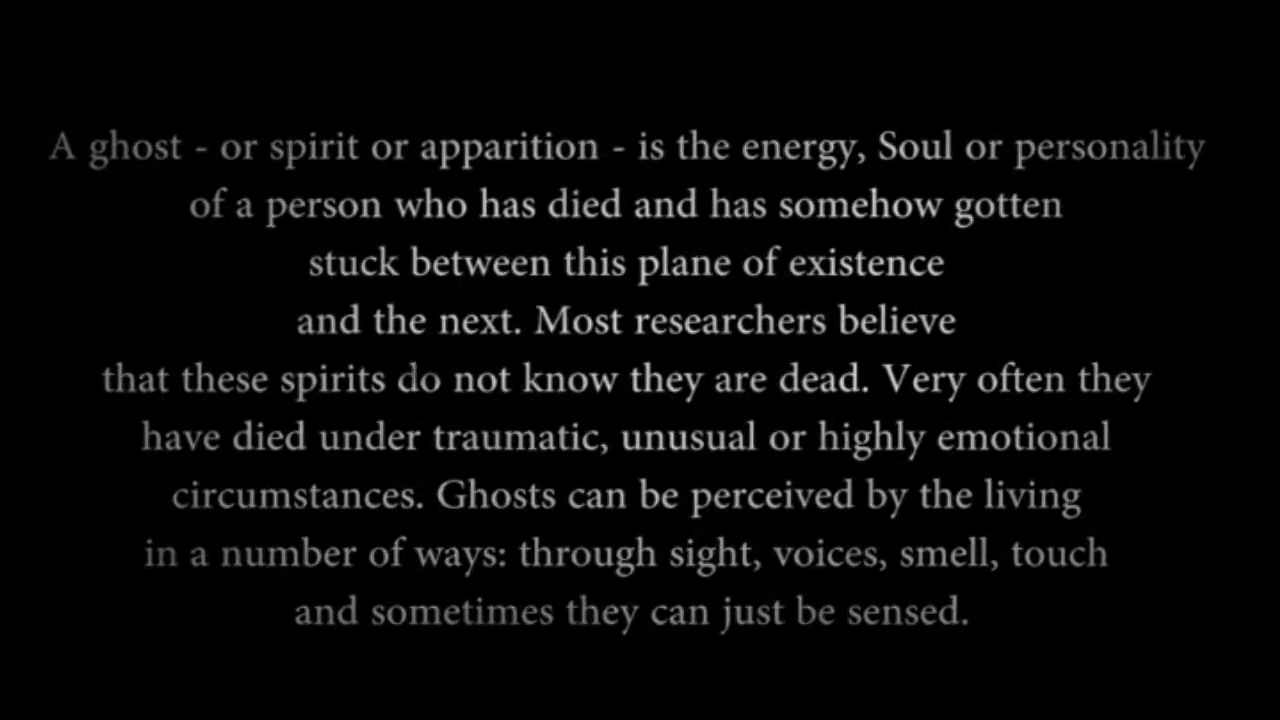 A ghost - or spirit or apparition - is the energy, Soul or personality
of a person who has died and has somehow gotten
stuck between this plane of existence
and the next. Most researchers believe
that these spirits do not know they are dead. Very often they
have died under traumatic, unusual or highly emotional
circumstances. Ghosts can be perceived by the living
in a number of ways: through sight, voices, smell, touch
and sometimes they can just be sensed.